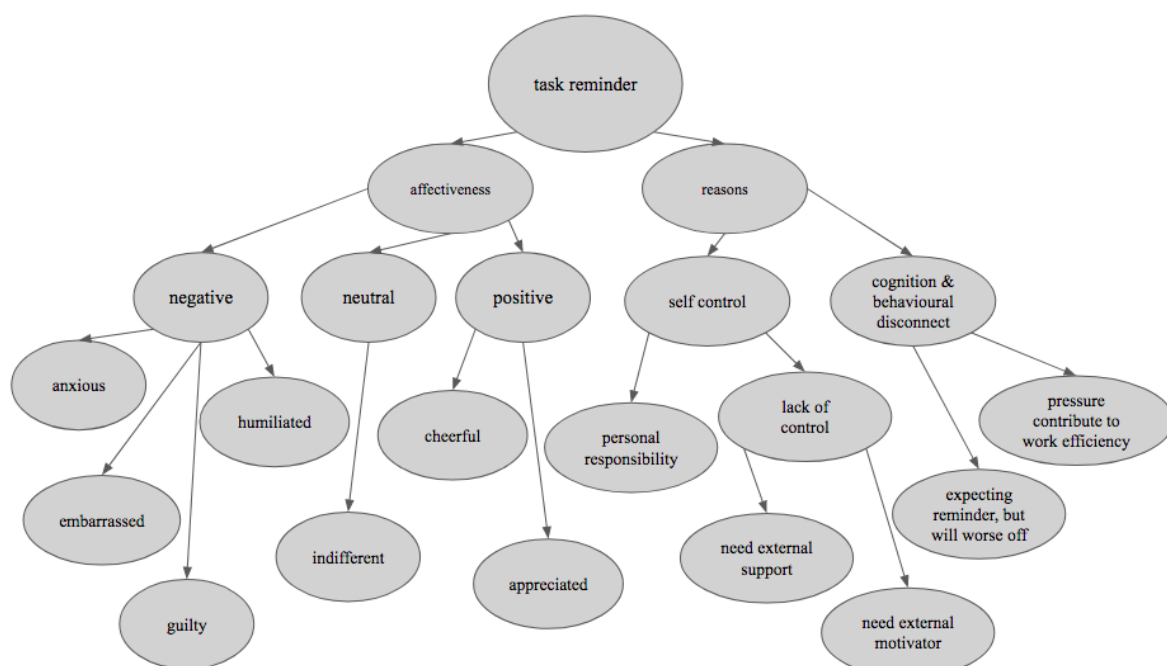 task reminder
affectiveness
reasons
negative
neutral
positive
self control
cognition &
behavioural
disconnect
anxious
humiliated
cheerful
personal
responsibility
lack of
control
pressure
contribute to
work efficiency
embarrassed
indifferent
need external
support
expecting
reminder, but
will worse off
guilty
appreciated
need external
motivator